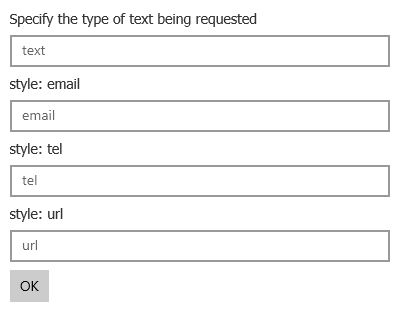 Specify the type of text being requested
text
style: email
email
style: tel
tel
style: url
url
OK